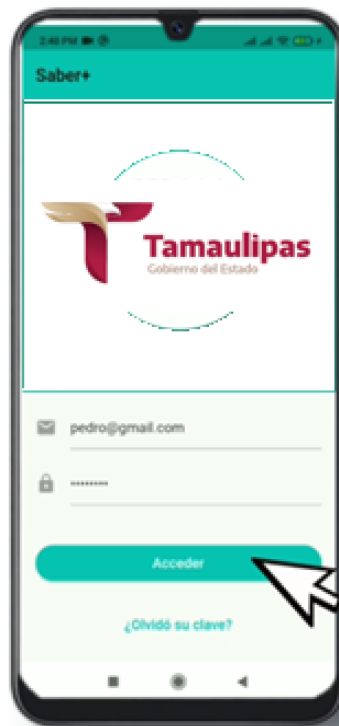 2:40 PM
Saber+
Tamaulipas
Gobierno del Estado
pedro@gmail.com
········
Acceder
¿Olvidó su clave?